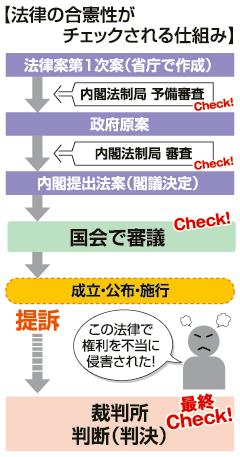 【法律の合憲性が
チェックされる仕組み】
法律案第1次案(省庁で作成)
内閣法制局 予備審査
Check!
政府原案
内閣法制局 審査
Check!
内閣提出法案(閣議決定)
Check!
国会で審議
成立・公布・施行
提訴
この法律で
権利を不当に
侵害された!
最終
Check!
裁判所
判断(判決)